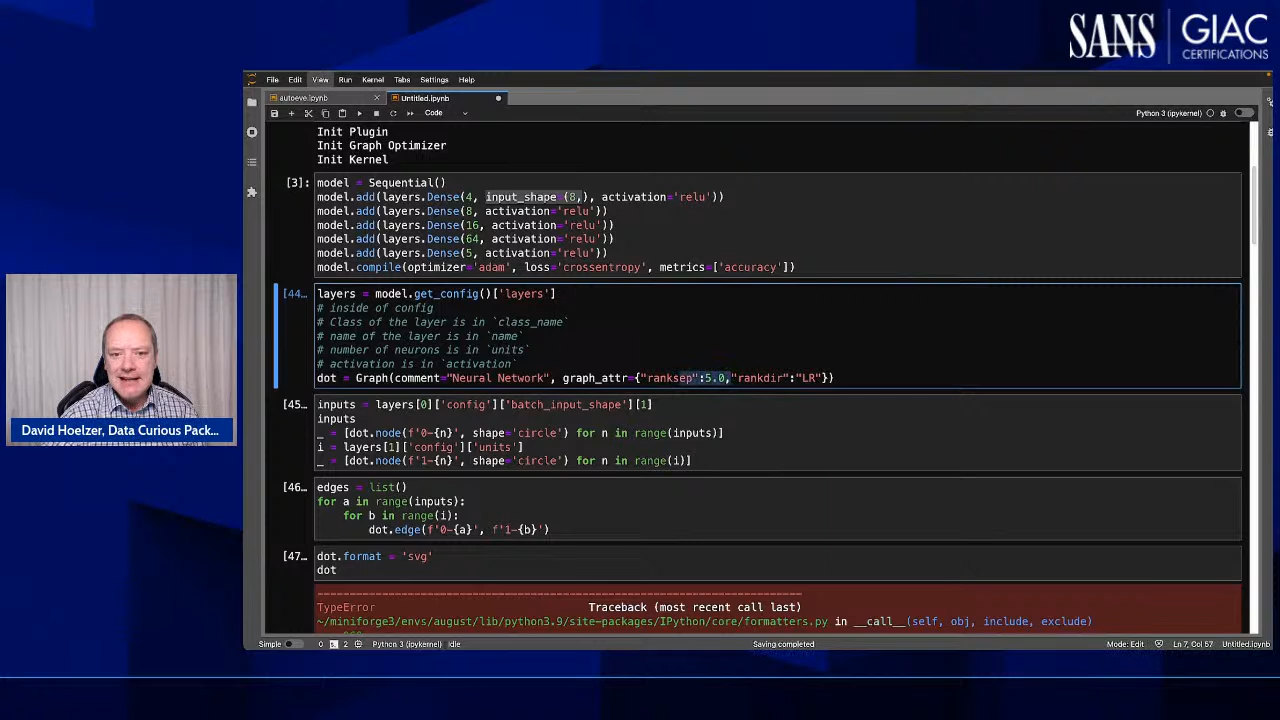 SANS | GIAC
CERTIFICATIONS
File Edit View Run Kernel Tabs Settings Help
autoeve.ipynb
Untitled.ipynb
Code
Python 3 (ipykernel)
Init Plugin
Init Graph Optimizer
Init Kernel
[3]: model = Sequential()
model.add(layers.Dense(4, input_shape=(8,), activation='relu'))
model.add(layers.Dense(8, activation='relu'))
model.add(layers.Dense(16, activation='relu'))
model.add(layers.Dense(64, activation='relu'))
model.add(layers.Dense(5, activation='relu'))
model.compile(optimizer='adam', loss='crossentropy', metrics=['accuracy'])
[44... layers = model.get_config()['layers']
# inside of config
# Class of the layer is in `class_name`
# name of the layer is in `name`
# number of neurons is in `units`
# activation is in `activation`
dot = Graph(comment="Neural Network", graph_attr={"ranksep":5.0,"rankdir":"LR"})
[45... inputs = layers[0]['config']['batch_input_shape'][1]
inputs
_ = [dot.node(f'0-{n}', shape='circle') for n in range(inputs)]
i = layers[1]['config']['units']
_ = [dot.node(f'1-{n}', shape='circle') for n in range(i)]
[46... edges = list()
for a in range(inputs):
for b in range(i):
dot.edge(f'0-{a}', f'1-{b}')
[47... dot.format = 'svg'
dot
TypeError Traceback (most recent call last)
~/miniforge3/envs/august/lib/python3.9/site-packages/IPython/core/formatters.py in __call__(self, obj, include, exclude)
David Hoelzer, Data Curious Pack...
Simple 0 2 Python 3 (ipykernel) Idle Saving completed Mode: Edit Ln 7, Col 57 Untitled.ipynb